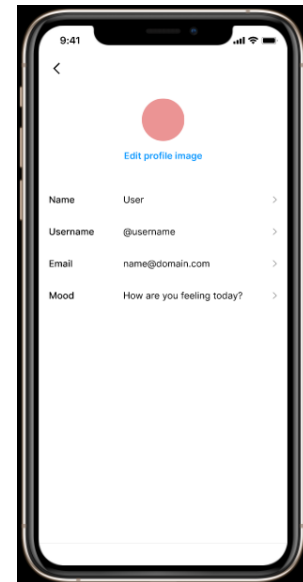 9:41
Edit profile image
Name User
Username @username
Email name@domain.com
Mood How are you feeling today?